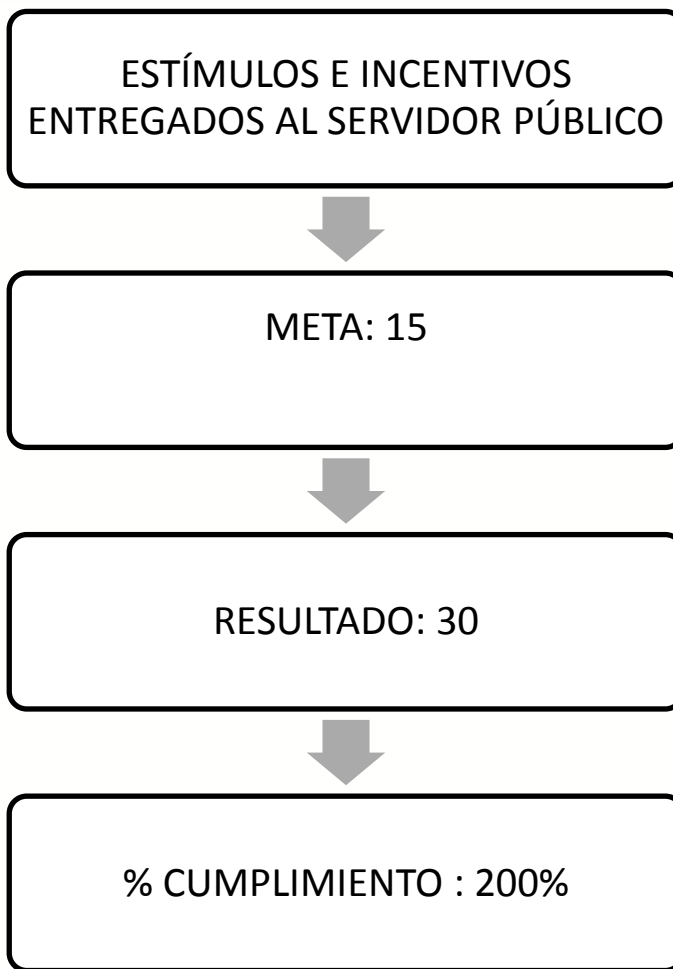 ESTÍMULOS E INCENTIVOS
ENTREGADOS AL SERVIDOR PÚBLICO
META: 15
RESULTADO: 30
% CUMPLIMIENTO : 200%